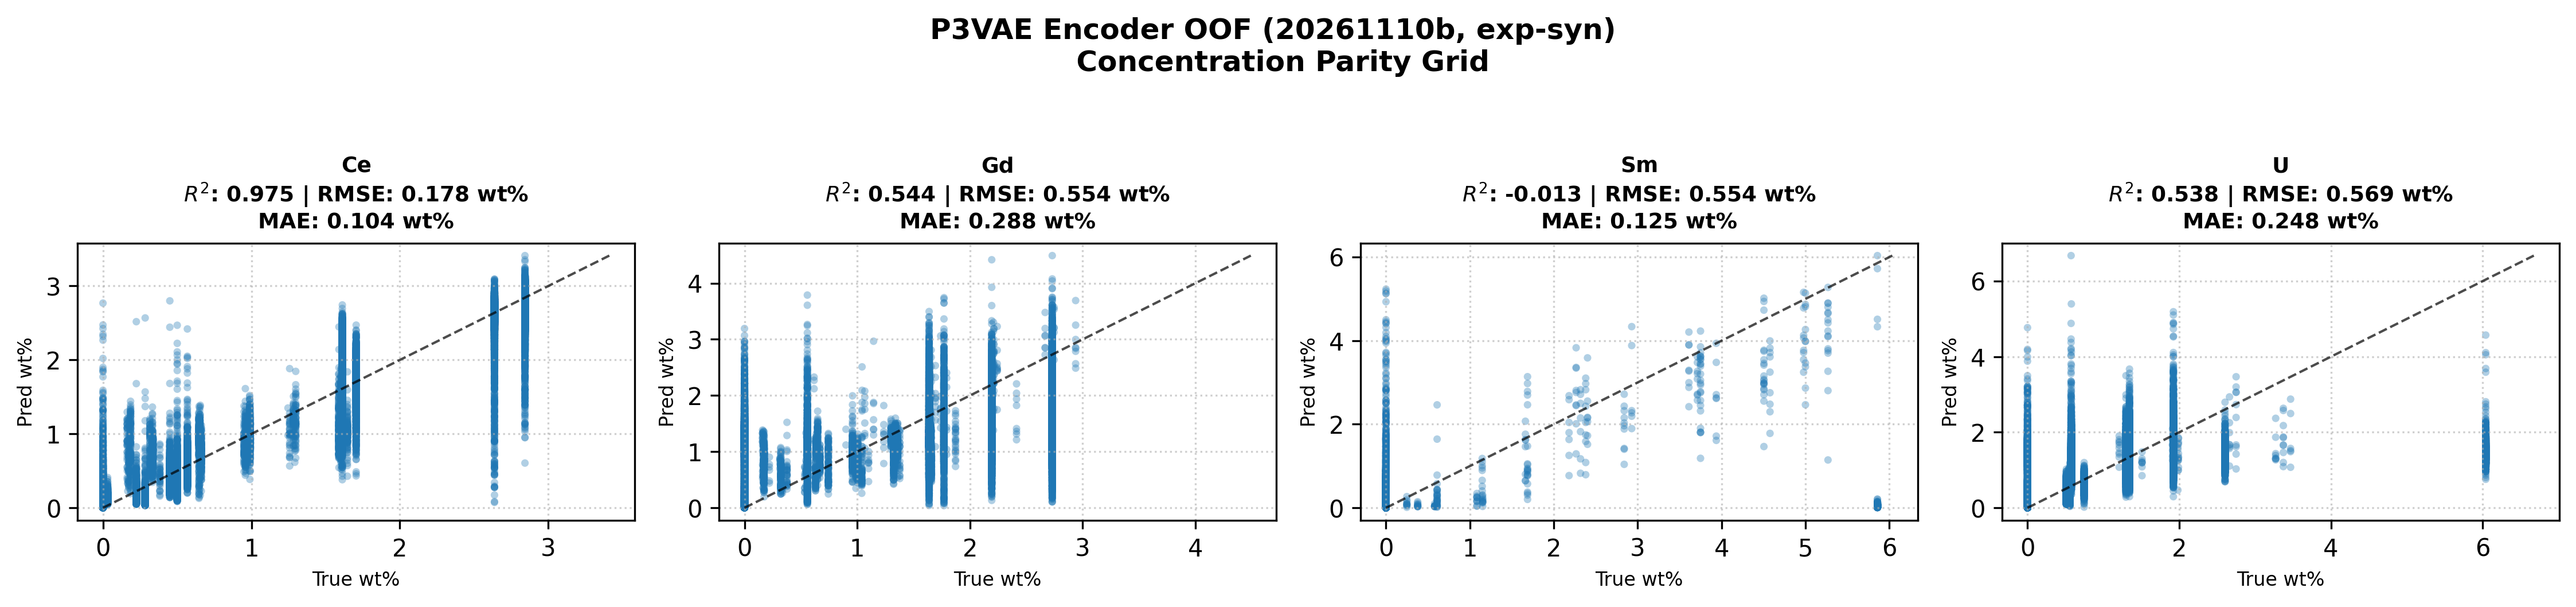 P3VAE Encoder OOF (20261110b, exp-syn)
Concentration Parity Grid
Ce
R²: 0.975 | RMSE: 0.178 wt%
MAE: 0.104 wt%
3
2
1
0
Pred wt%
0 1 2 3
True wt%
Gd
R²: 0.544 | RMSE: 0.554 wt%
MAE: 0.288 wt%
4
3
2
1
0
Pred wt%
0 1 2 3 4
True wt%
Sm
R²: -0.013 | RMSE: 0.554 wt%
MAE: 0.125 wt%
6
4
2
0
Pred wt%
0 1 2 3 4 5 6
True wt%
U
R²: 0.538 | RMSE: 0.569 wt%
MAE: 0.248 wt%
6
4
2
0
Pred wt%
0 2 4 6
True wt%